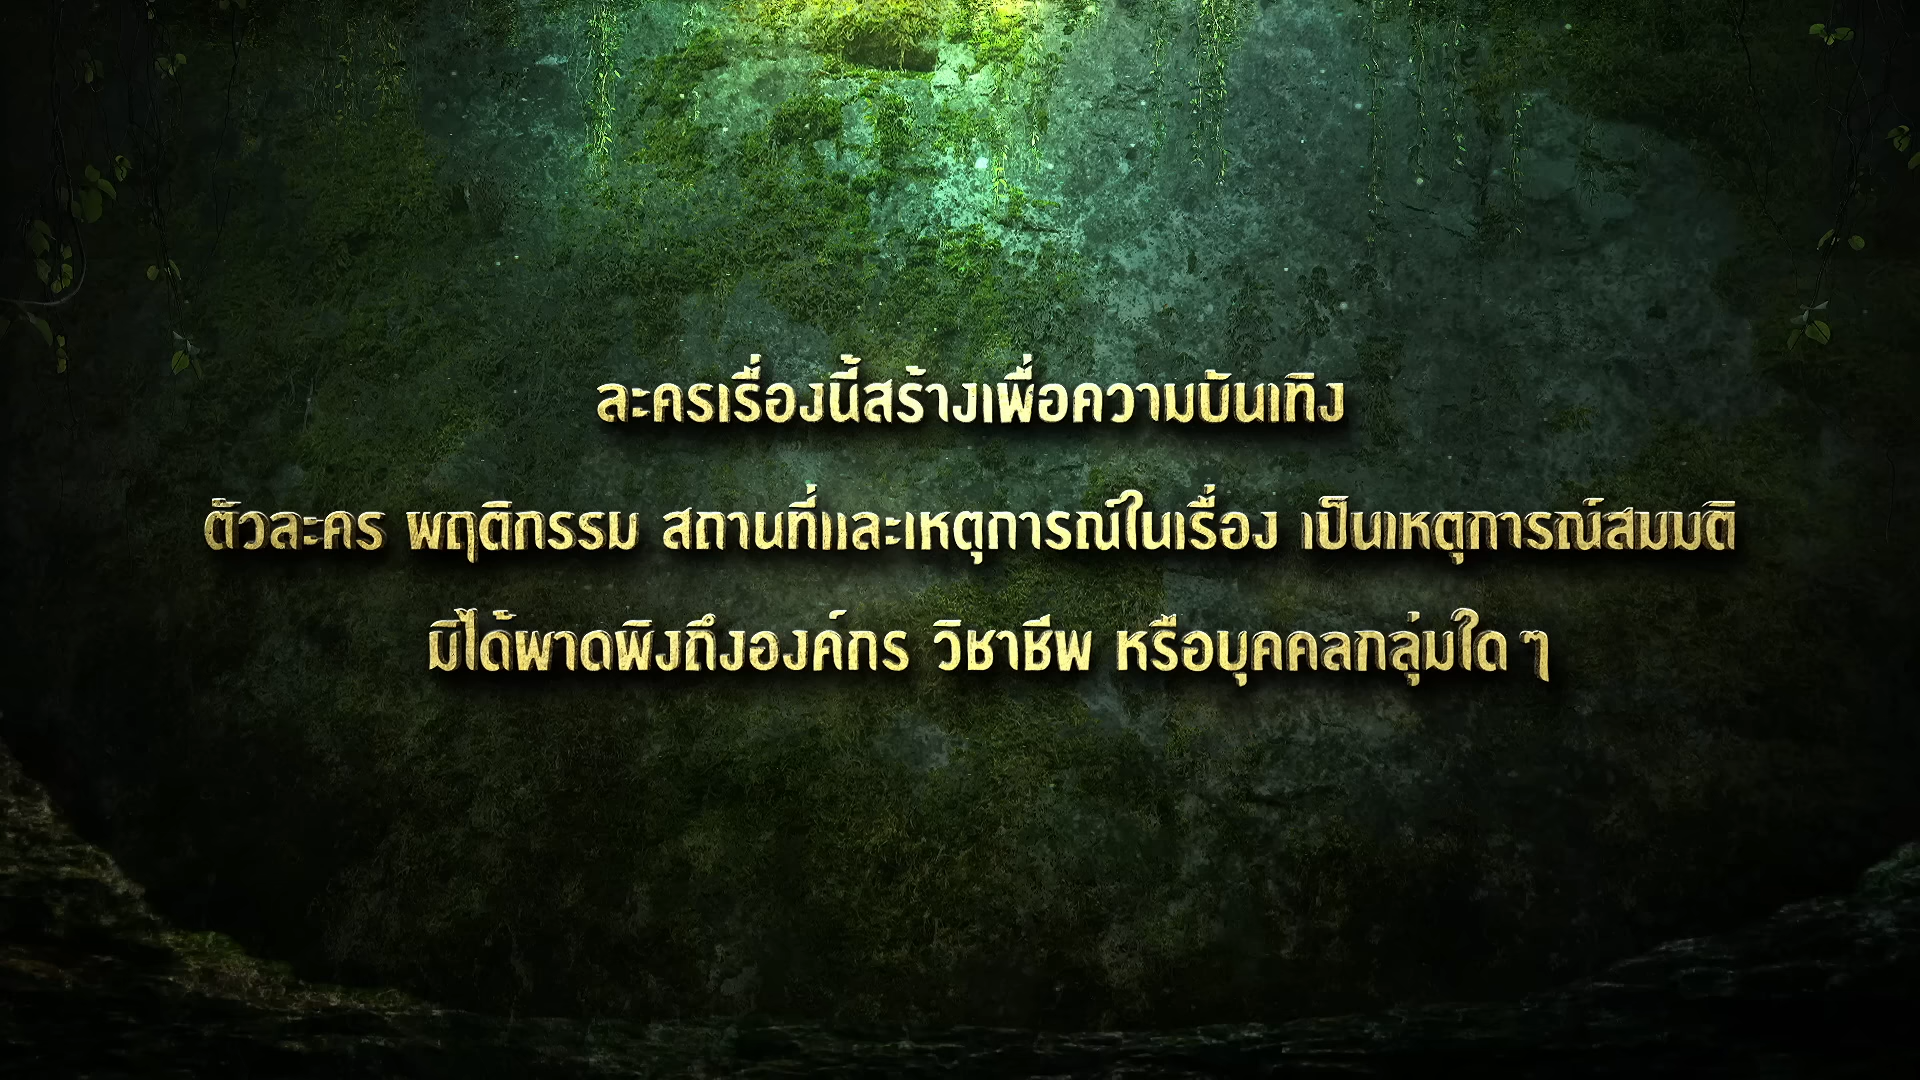 ละครเรื่องนี้สร้างเพื่อความบันเทิง
ตัวละคร พฤติกรรม สถานที่และเหตุการณ์ในเรื่อง เป็นเหตุการณ์สมมติ
มิได้พาดพิงถึงองค์กร วิชาชีพ หรือบุคคลกลุ่มใด ๆ